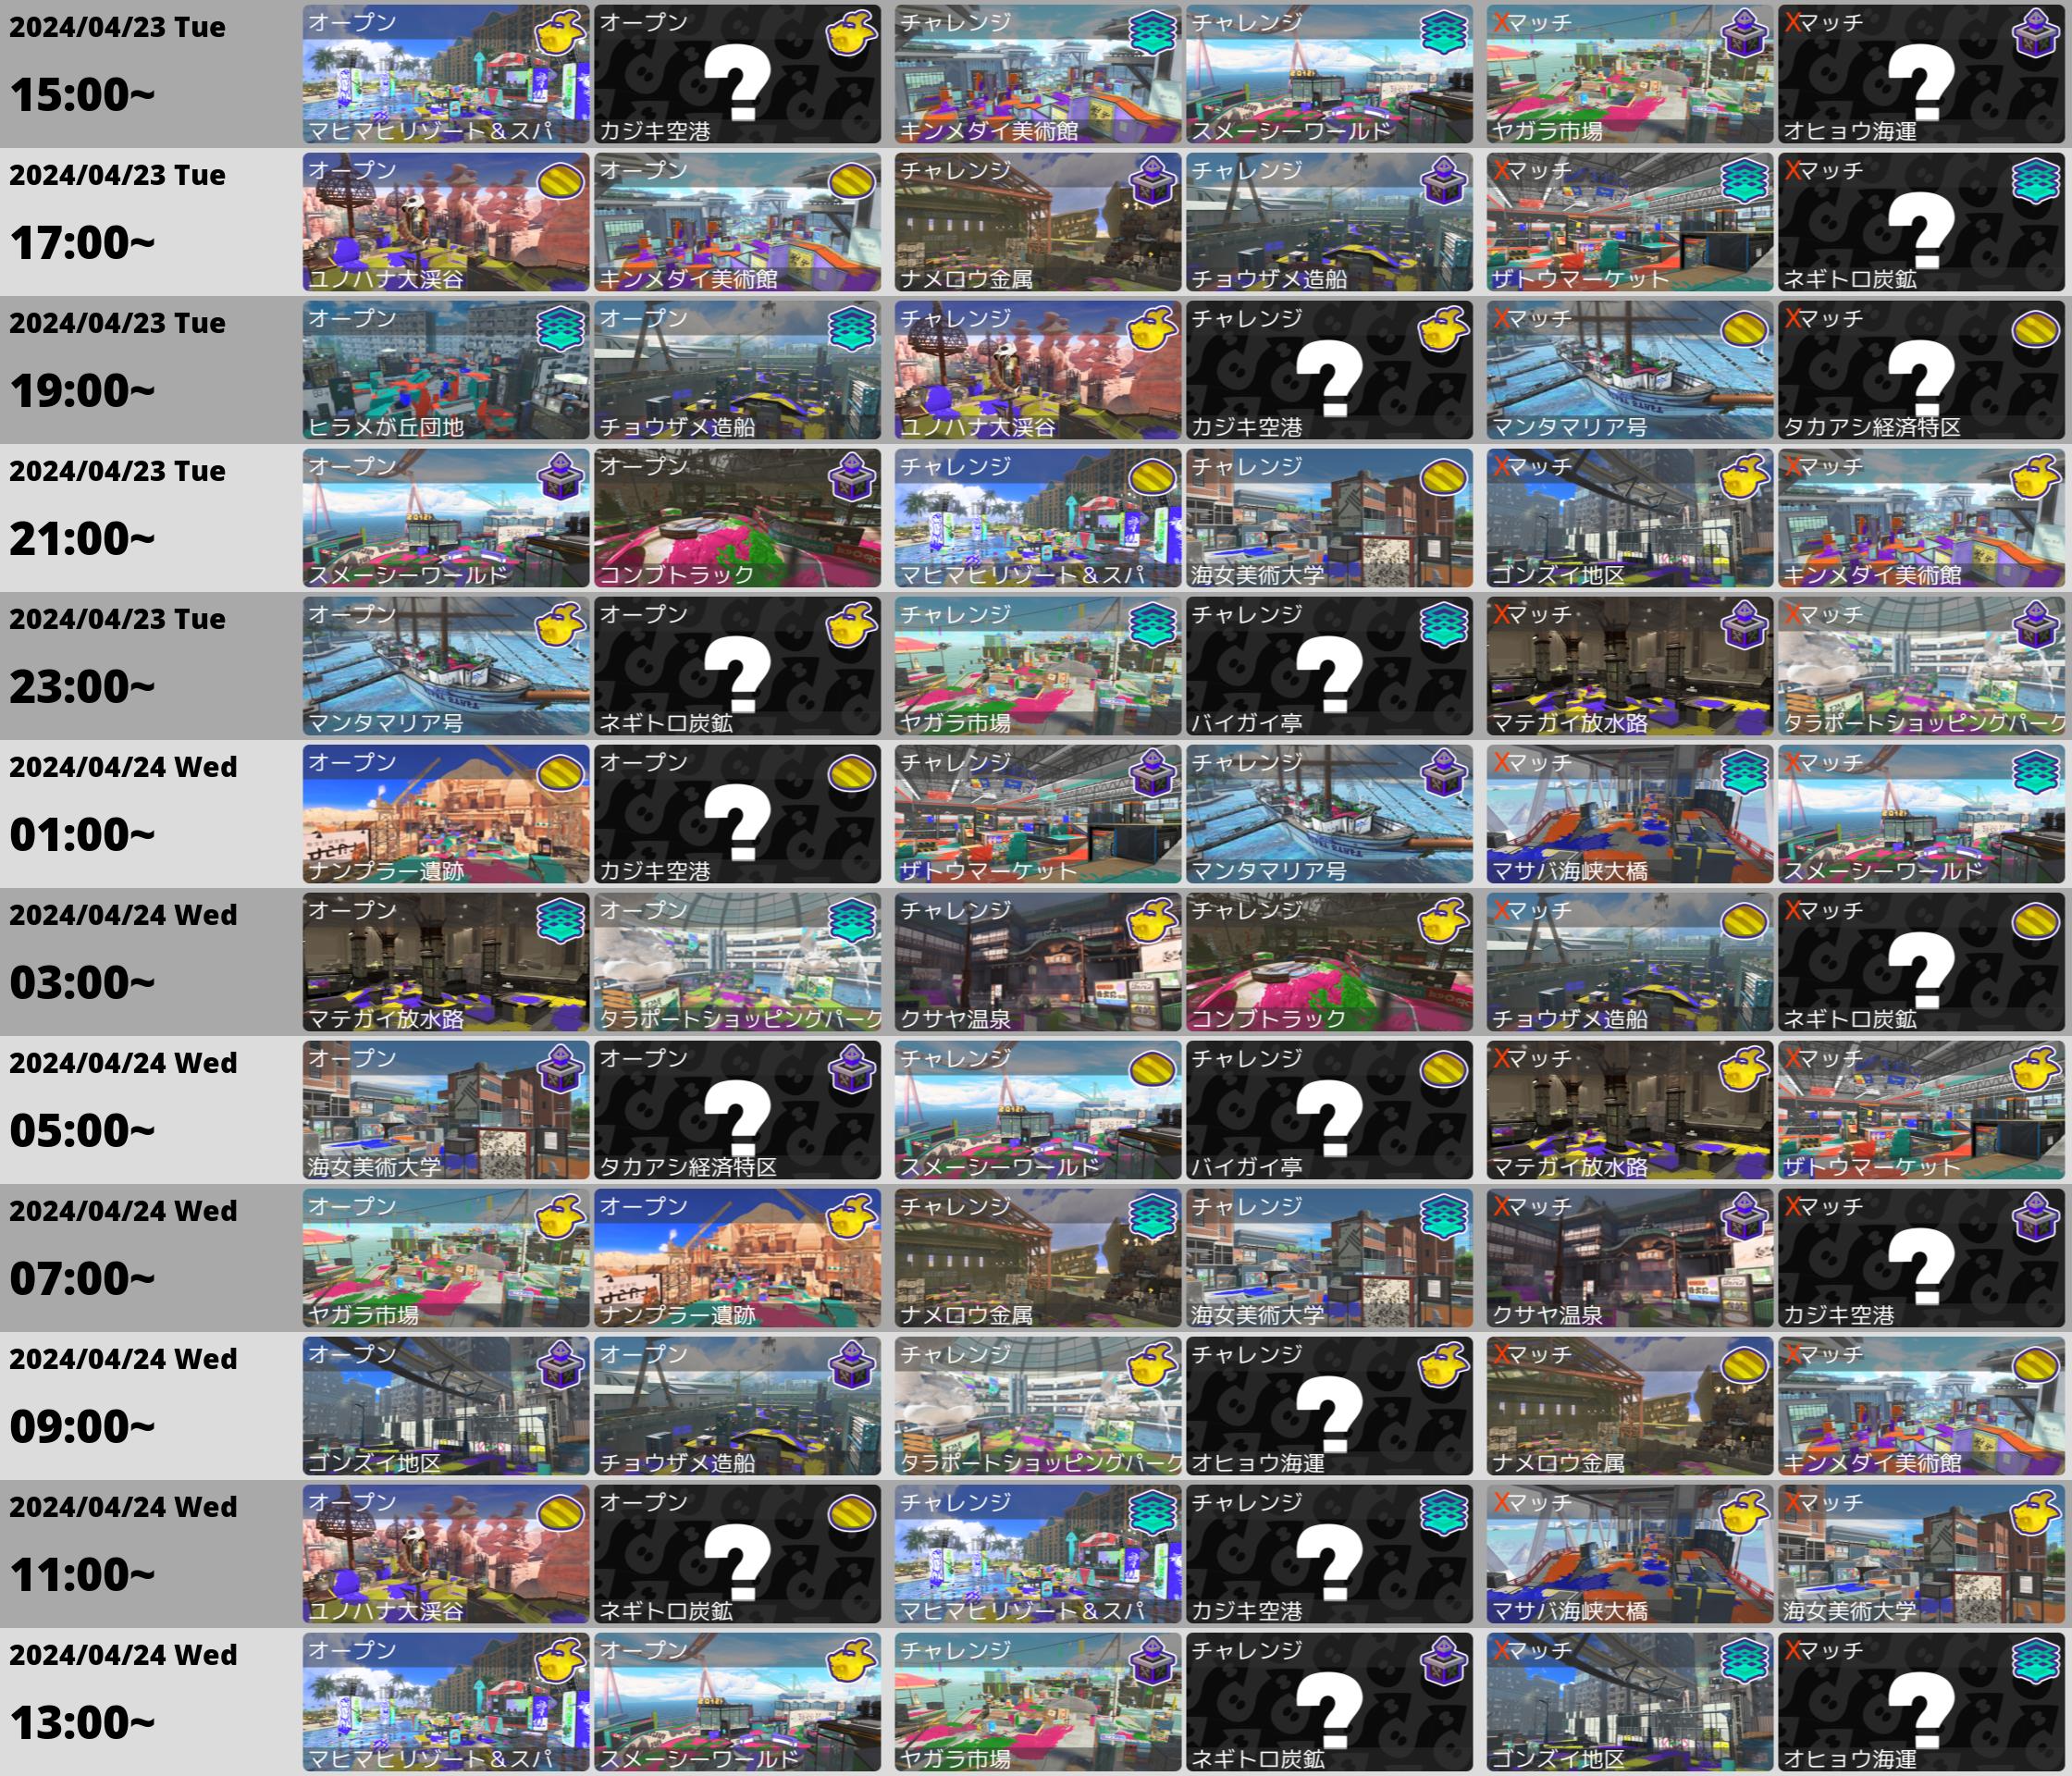 2024/04/23 Tue
15:00~
オープン
マヒマヒリゾート＆スパ
オープン
カジキ空港
チャレンジ
キンメダイ美術館
チャレンジ
スメーシーワールド
Xマッチ
ヤガラ市場
Xマッチ
オヒョウ海運
2024/04/23 Tue
17:00~
オープン
ユノハナ大渓谷
オープン
キンメダイ美術館
チャレンジ
ナメロウ金属
チャレンジ
チョウザメ造船
Xマッチ
ザトウマーケット
Xマッチ
ネギトロ炭鉱
2024/04/23 Tue
19:00~
オープン
ヒラメが丘団地
オープン
チョウザメ造船
チャレンジ
ユノハナ大渓谷
チャレンジ
カジキ空港
Xマッチ
マンタマリア号
Xマッチ
タカアシ経済特区
2024/04/23 Tue
21:00~
オープン
スメーシーワールド
オープン
コンブトラック
チャレンジ
マヒマヒリゾート＆スパ
チャレンジ
海女美術大学
Xマッチ
ゴンズイ地区
Xマッチ
キンメダイ美術館
2024/04/23 Tue
23:00~
オープン
マンタマリア号
オープン
ネギトロ炭鉱
チャレンジ
ヤガラ市場
チャレンジ
バイガイ亭
Xマッチ
マテガイ放水路
Xマッチ
タラポートショッピングパーク
2024/04/24 Wed
01:00~
オープン
ナンプラー遺跡
オープン
カジキ空港
チャレンジ
ザトウマーケット
チャレンジ
マンタマリア号
Xマッチ
マサバ海峡大橋
Xマッチ
スメーシーワールド
2024/04/24 Wed
03:00~
オープン
マテガイ放水路
オープン
タラポートショッピングパーク
チャレンジ
クサヤ温泉
チャレンジ
コンブトラック
Xマッチ
チョウザメ造船
Xマッチ
ネギトロ炭鉱
2024/04/24 Wed
05:00~
オープン
海女美術大学
オープン
タカアシ経済特区
チャレンジ
スメーシーワールド
チャレンジ
バイガイ亭
Xマッチ
マテガイ放水路
Xマッチ
ザトウマーケット
2024/04/24 Wed
07:00~
オープン
ヤガラ市場
オープン
ナンプラー遺跡
チャレンジ
ナメロウ金属
チャレンジ
海女美術大学
Xマッチ
クサヤ温泉
Xマッチ
カジキ空港
2024/04/24 Wed
09:00~
オープン
ゴンズイ地区
オープン
チョウザメ造船
チャレンジ
タラポートショッピングパーク
チャレンジ
オヒョウ海運
Xマッチ
ナメロウ金属
Xマッチ
キンメダイ美術館
2024/04/24 Wed
11:00~
オープン
ユノハナ大渓谷
オープン
ネギトロ炭鉱
チャレンジ
マヒマヒリゾート＆スパ
チャレンジ
カジキ空港
Xマッチ
マサバ海峡大橋
Xマッチ
海女美術大学
2024/04/24 Wed
13:00~
オープン
マヒマヒリゾート＆スパ
オープン
スメーシーワールド
チャレンジ
ヤガラ市場
チャレンジ
ネギトロ炭鉱
Xマッチ
ゴンズイ地区
Xマッチ
オヒョウ海運